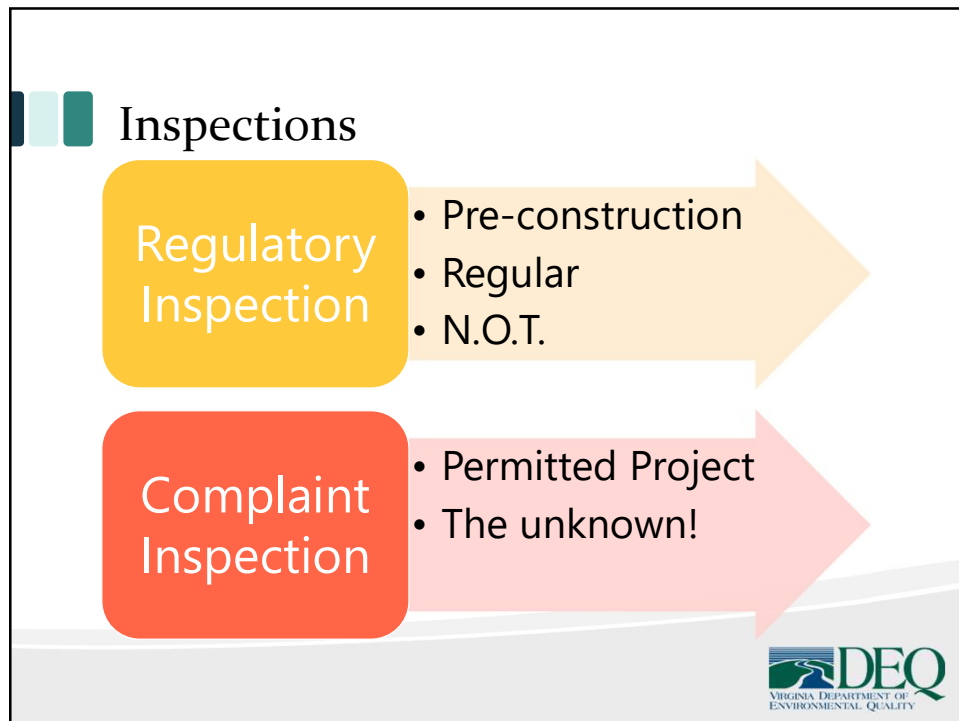 Inspections
Regulatory
Inspection
• Pre-construction
• Regular
• N.O.T.
Complaint
Inspection
• Permitted Project
• The unknown!
DEQ
VIRGINIA DEPARTMENT OF
ENVIRONMENTAL QUALITY